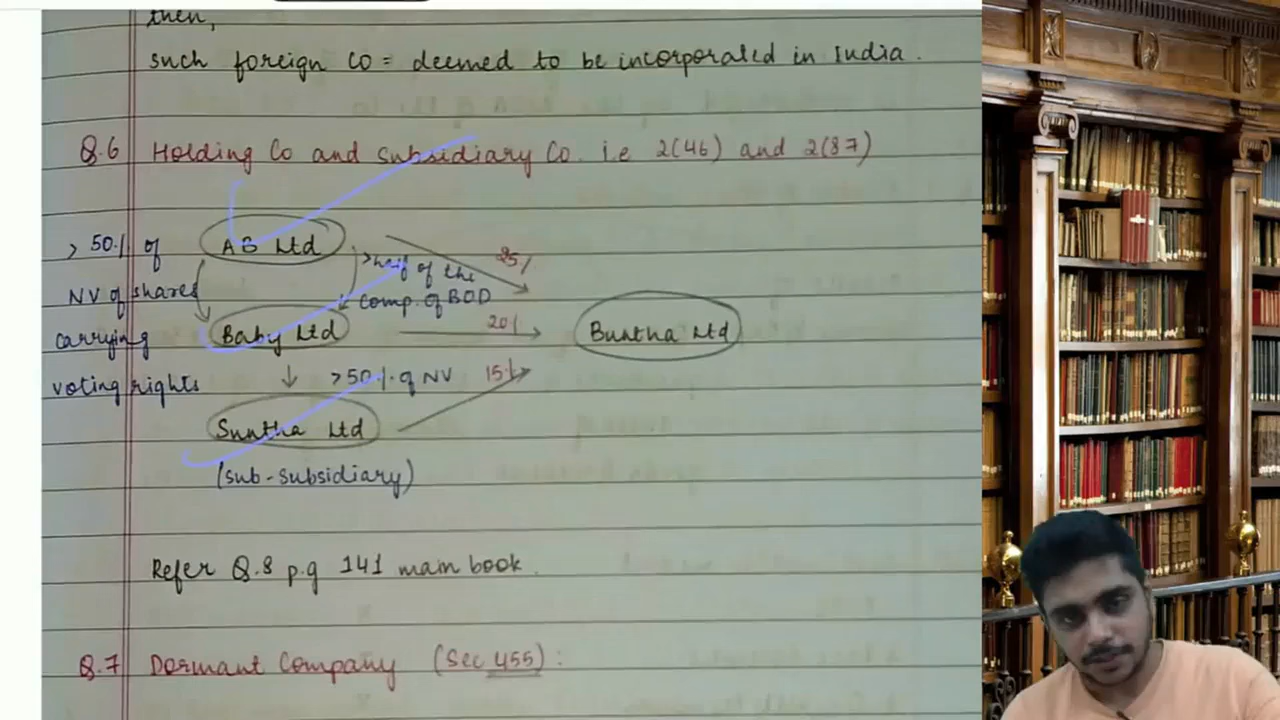 then,
such foreign Co = deemed to be incorporated in India.
Q.6 Holding Co and subsidiary Co. i.e 2(46) and 2(87)
> 50% of
NV of shares
carrying
voting rights
AB Ltd
> half of the
Comp. of BOD
25%
Baby Ltd
20%
Buntha Ltd
> 50% of NV
15%
Suntha Ltd
(sub-subsidiary)
Refer Q.8 p.g 141 main book.
Q.7 Dormant Company (Sec 455):